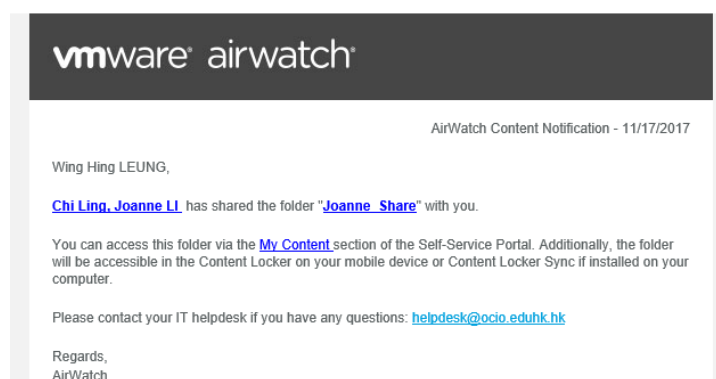 vmware® airwatch®
AirWatch Content Notification - 11/17/2017
Wing Hing LEUNG,
Chi Ling, Joanne LI has shared the folder "Joanne_Share" with you.
You can access this folder via the My Content section of the Self-Service Portal. Additionally, the folder
will be accessible in the Content Locker on your mobile device or Content Locker Sync if installed on your
computer.
Please contact your IT helpdesk if you have any questions: helpdesk@ocio.eduhk.hk
Regards,
AirWatch